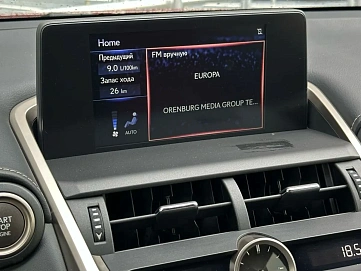 Home
Предыдущий
9.0 L/100km
Запас хода
26 km
AUTO
FM вручную
EUROPA
ORENBURG MEDIA GROUP TE...
START
ENGINE
18.5